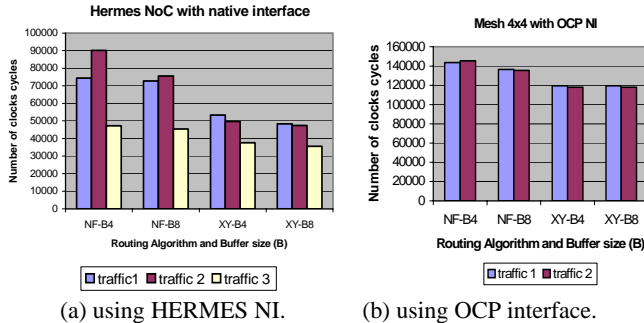 Hermes NoC with native interface
Number of clocks cycles
100000
90000
80000
70000
60000
50000
40000
30000
20000
10000
0
NF-B4 NF-B8 XY-B4 XY-B8
Routing Algorithm and Buffer size (B)
traffic1 traffic 2 traffic 3
(a) using HERMES NI.
Mesh 4x4 with OCP NI
Number of clocks cycles
160000
140000
120000
100000
80000
60000
40000
20000
0
NF-B4 NF-B8 XY-B4 XY-B8
Routing Algorithm and Buffer size (B)
traffic 1 traffic 2
(b) using OCP interface.